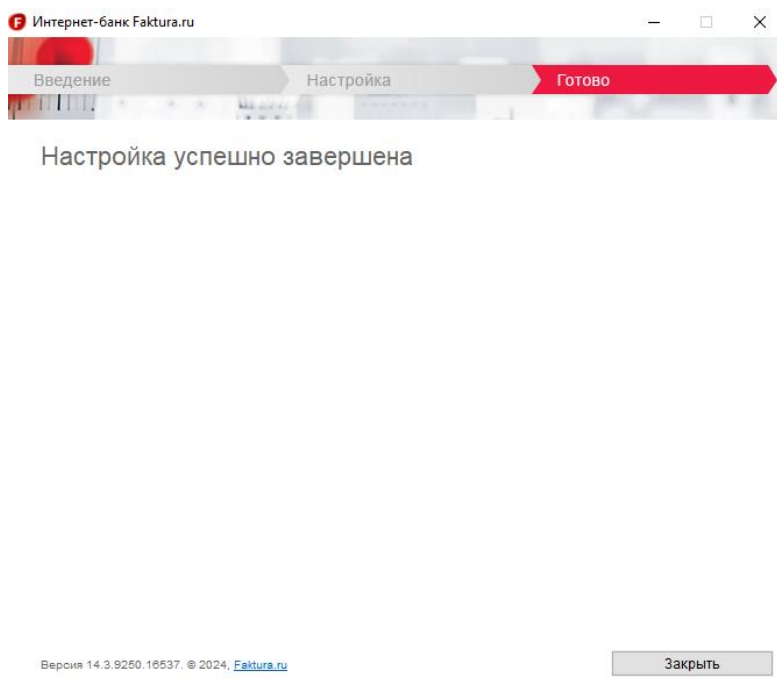 Интернет-банк Faktura.ru
Введение Настройка Готово
Настройка успешно завершена
Версия 14.3.9250.16537. © 2024, Faktura.ru
Закрыть